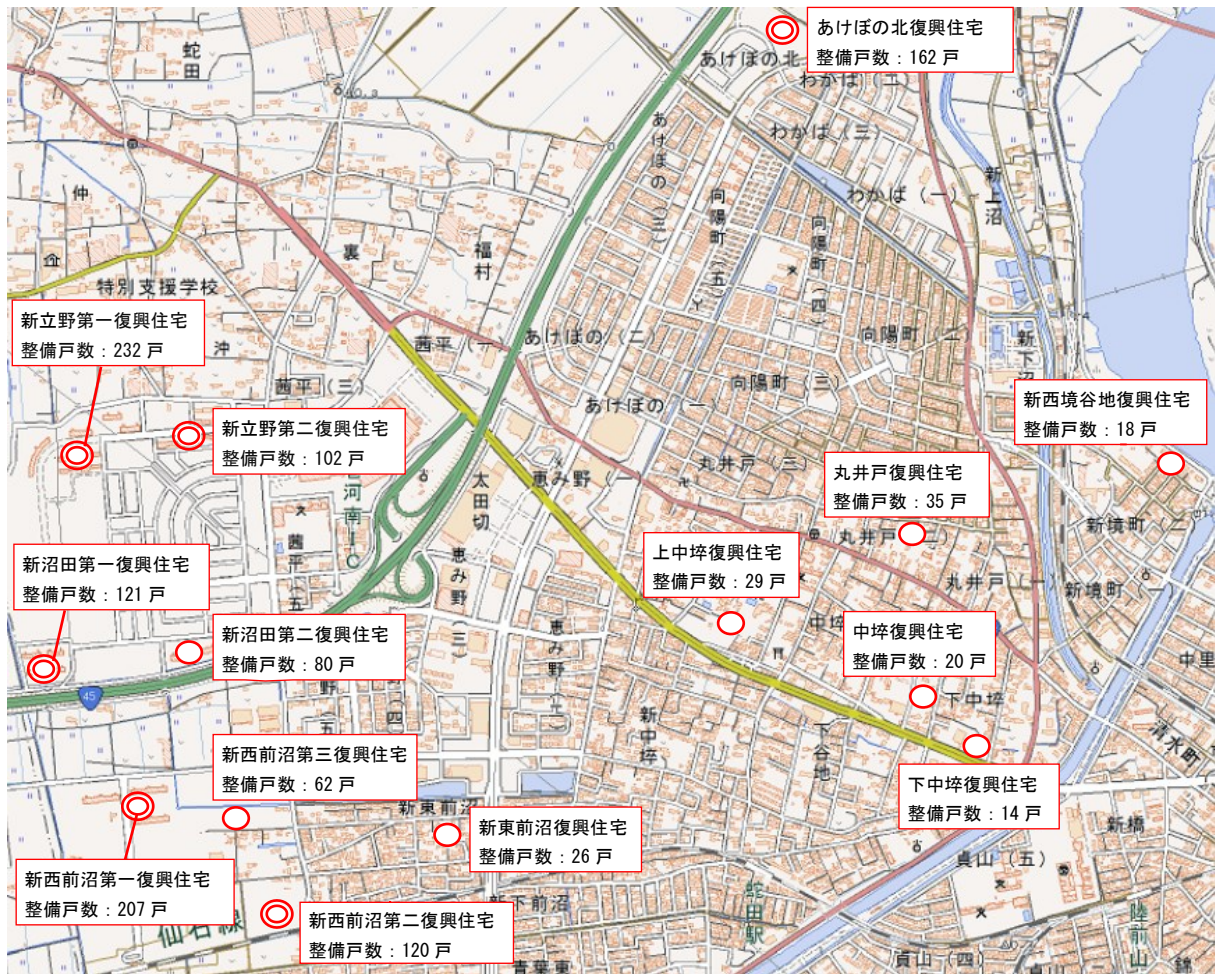 あけぼの北復興住宅
整備戸数：162 戸
蛇田
あけぼの北
わかば（二）
わかば（三）
わかば（一）
あけぼの（三）
向陽町（五）
向陽町（四）
新上沼
仲
裏
福村
特別支援学校
新立野第一復興住宅
整備戸数：232 戸
沖
茜平（一）
あけぼの（二）
向陽町（二）
新下沼
茜平（三）
向陽町（三）
あけぼの（一）
新西境谷地復興住宅
整備戸数：18 戸
新立野第二復興住宅
整備戸数：102 戸
河南IC
太田切
恵み野（一）
丸井戸（三）
丸井戸復興住宅
整備戸数：35 戸
新境町（二）
茜平（五）
丸井戸（二）
上中埣復興住宅
整備戸数：29 戸
新沼田第一復興住宅
整備戸数：121 戸
恵み野（三）
恵み野（二）
丸井戸（一）
新境町（一）
新沼田第二復興住宅
整備戸数：80 戸
中埣
中埣復興住宅
整備戸数：20 戸
中里
45
野（五
（四）
新中埣
下谷地
下中埣
清水町
新西前沼第三復興住宅
整備戸数：62 戸
下中埣復興住宅
整備戸数：14 戸
新東前沼
新東前沼復興住宅
整備戸数：26 戸
新橋
貞山（五）
新西前沼第一復興住宅
整備戸数：207 戸
新下前沼
蛇田駅
陸前山
仙石線
新西前沼第二復興住宅
整備戸数：120 戸
青葉東
貞山（四）
錦